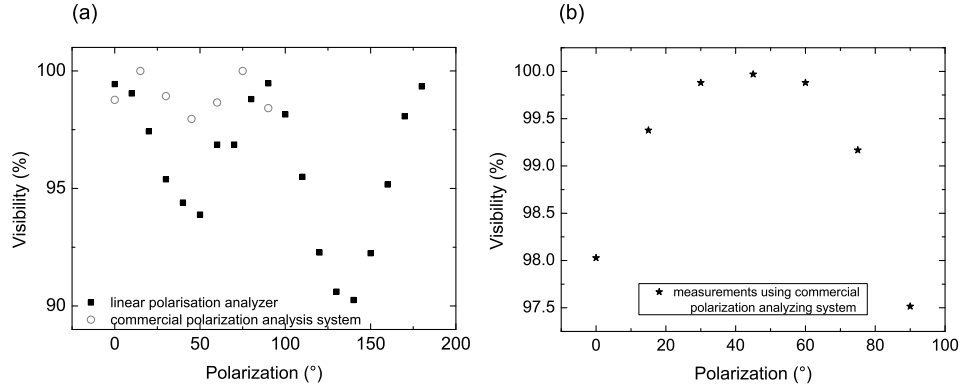 (a)
Visibility (%)
100
95
90
linear polarisation analyzer
commercial polarization analysis system
0
50
100
150
200
Polarization (°)
(b)
Visibility (%)
100.0
99.5
99.0
98.5
98.0
97.5
measurements using commercial
polarization analyzing system
0
20
40
60
80
100
Polarization (°)